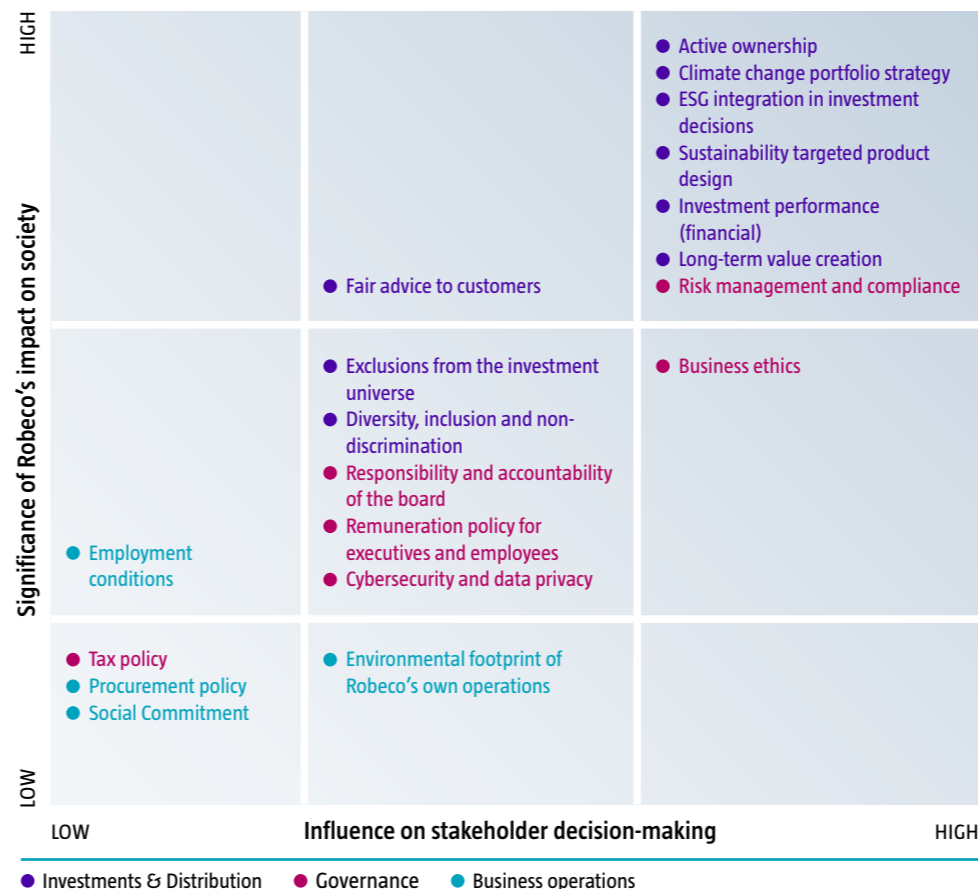 HIGH
Significance of Robeco's impact on society
LOW
● Active ownership
● Climate change portfolio strategy
● ESG integration in investment
decisions
● Sustainability targeted product
design
● Investment performance
(financial)
● Long-term value creation
● Risk management and compliance
● Fair advice to customers
● Exclusions from the investment
universe
● Diversity, inclusion and non-
discrimination
● Responsibility and accountability
of the board
● Remuneration policy for
executives and employees
● Cybersecurity and data privacy
● Business ethics
● Employment
conditions
● Tax policy
● Procurement policy
● Social Commitment
● Environmental footprint of
Robeco's own operations
LOW Influence on stakeholder decision-making HIGH
● Investments & Distribution ● Governance ● Business operations